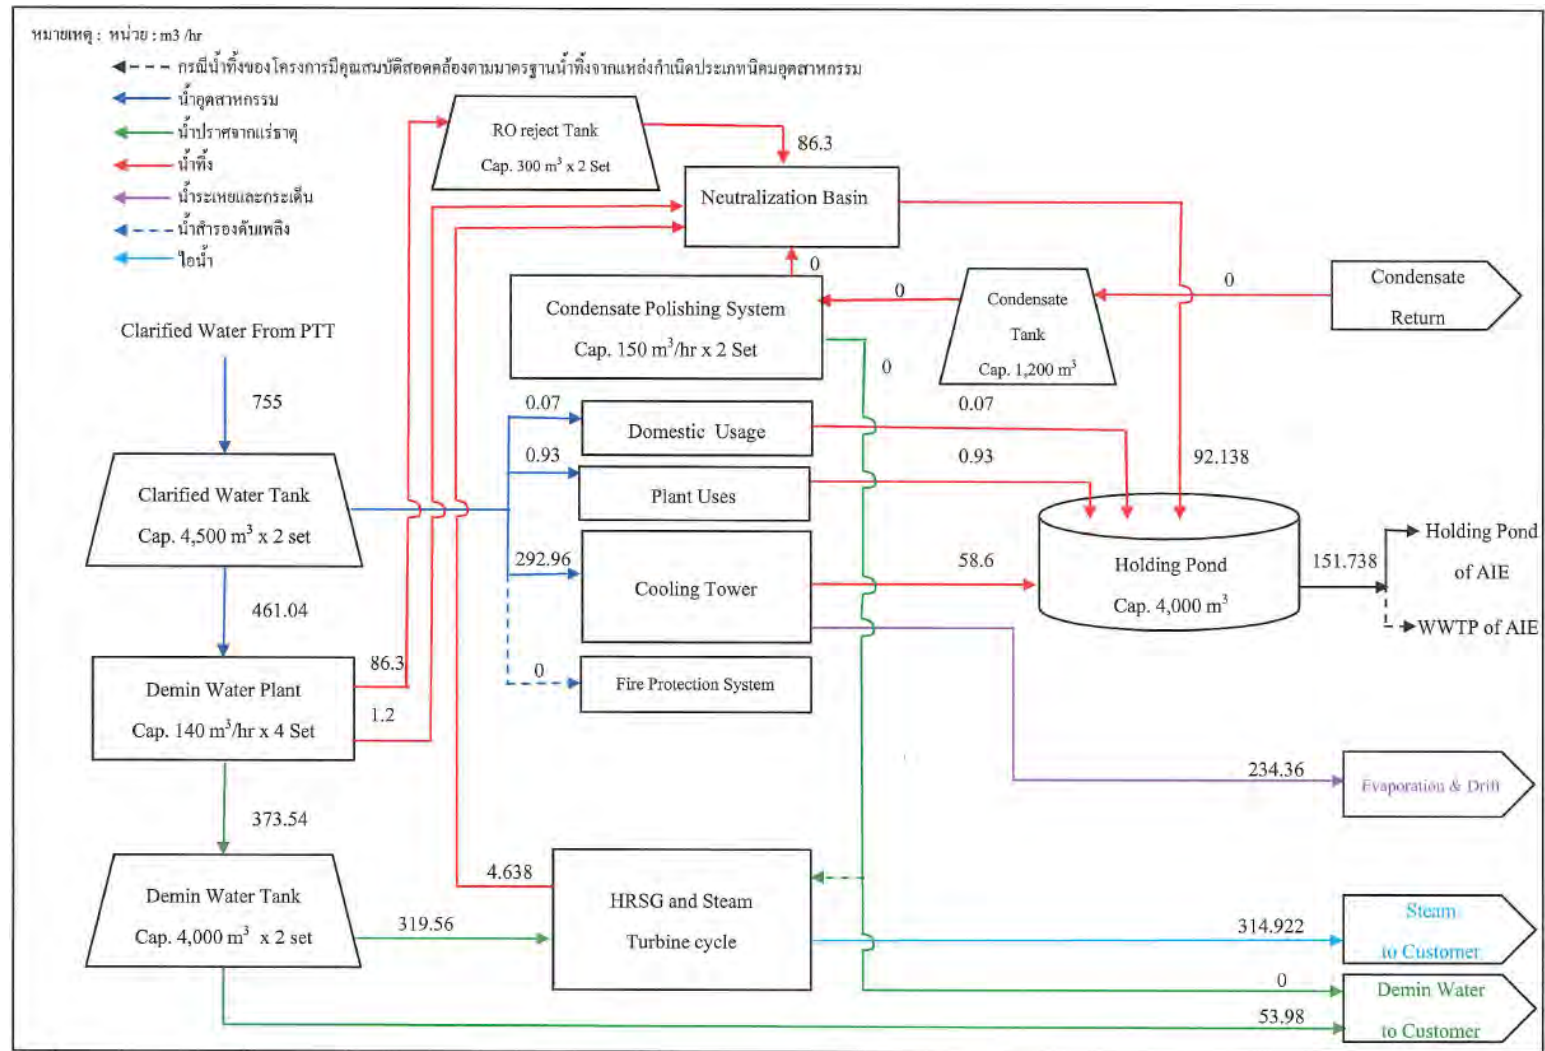 หมายเหตุ : หน่วย : m3 /hr
กรณีน้ำทิ้งของโครงการมีคุณสมบัติสอดคล้องตามมาตรฐานน้ำทิ้งจากแหล่งกำเนิดประเภทนิคมอุตสาหกรรม
น้ำอุตสาหกรรม
น้ำปราศจากแร่ธาตุ
น้ำทิ้ง
น้ำระเหยและกระเด็น
น้ำสำรองดับเพลิง
ไอน้ำ
RO reject Tank
Cap. 300 m³ x 2 Set
86.3
Neutralization Basin
0
Condensate Polishing System
Cap. 150 m³/hr x 2 Set
0
Condensate
Tank
Cap. 1,200 m³
0
Condensate
Return
0
Clarified Water From PTT
755
Clarified Water Tank
Cap. 4,500 m³ x 2 set
0.07
Domestic Usage
0.07
0.93
Plant Uses
0.93
92.138
292.96
Cooling Tower
58.6
Holding Pond
Cap. 4,000 m³
151.738
Holding Pond
of AIE
WWTP of AIE
461.04
0
Fire Protection System
Demin Water Plant
Cap. 140 m³/hr x 4 Set
86.3
1.2
234.36
Evaporation & Drift
373.54
Demin Water Tank
Cap. 4,000 m³ x 2 set
4.638
319.56
HRSG and Steam
Turbine cycle
314.922
Steam
to Customer
0
53.98
Demin Water
to Customer